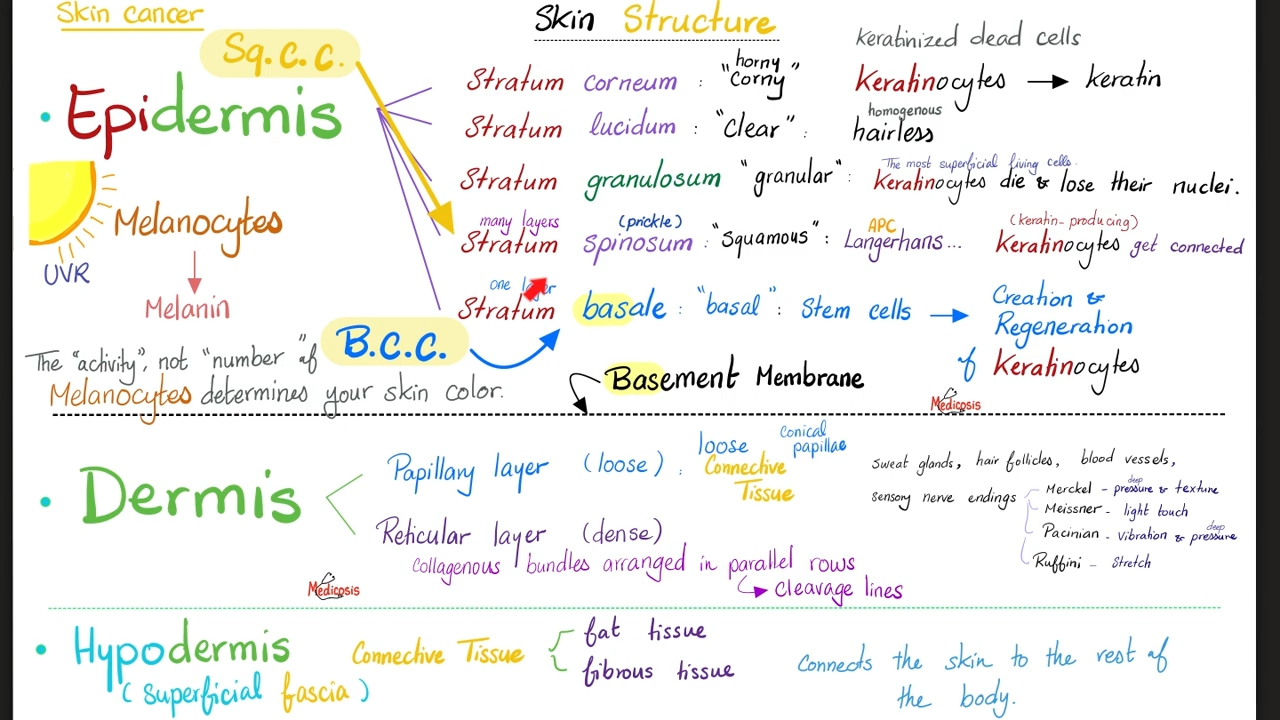 Skin cancer
Skin Structure
Sq.C.C.
keratinized dead cells
• Epidermis
Stratum corneum : "horny Corny" Keratinocytes → keratin
Stratum lucidum : "Clear" : homogenous hairless
The most superficial living cells.
Stratum granulosum "granular" : Keratinocytes die & lose their nuclei.
many layers (prickle) APC (keratin-producing)
Stratum spinosum : "Squamous" : Langerhans... Keratinocytes get connected
one layer
Stratum basale : "basal" : Stem cells → Creation &
Regeneration
of Keratinocytes
UVR
Melanocytes
Melanin
B.C.C.
The "activity", not "number" of
Melanocytes determines your skin color.
Basement Membrane
Medicosis
• Dermis
Papillary layer (loose) : loose Connective Tissue
conical papillae
Reticular layer (dense)
Collagenous bundles arranged in parallel rows
→ cleavage lines
sweat glands, hair follicles, blood vessels,
sensory nerve endings
Merckel - deep pressure & texture
Meissner - light touch
Pacinian - vibration & deep pressure
Ruffini - Stretch
Medicosis
• Hypodermis
(superficial fascia)
Connective Tissue
fat tissue
fibrous tissue
Connects the skin to the rest of
the body.